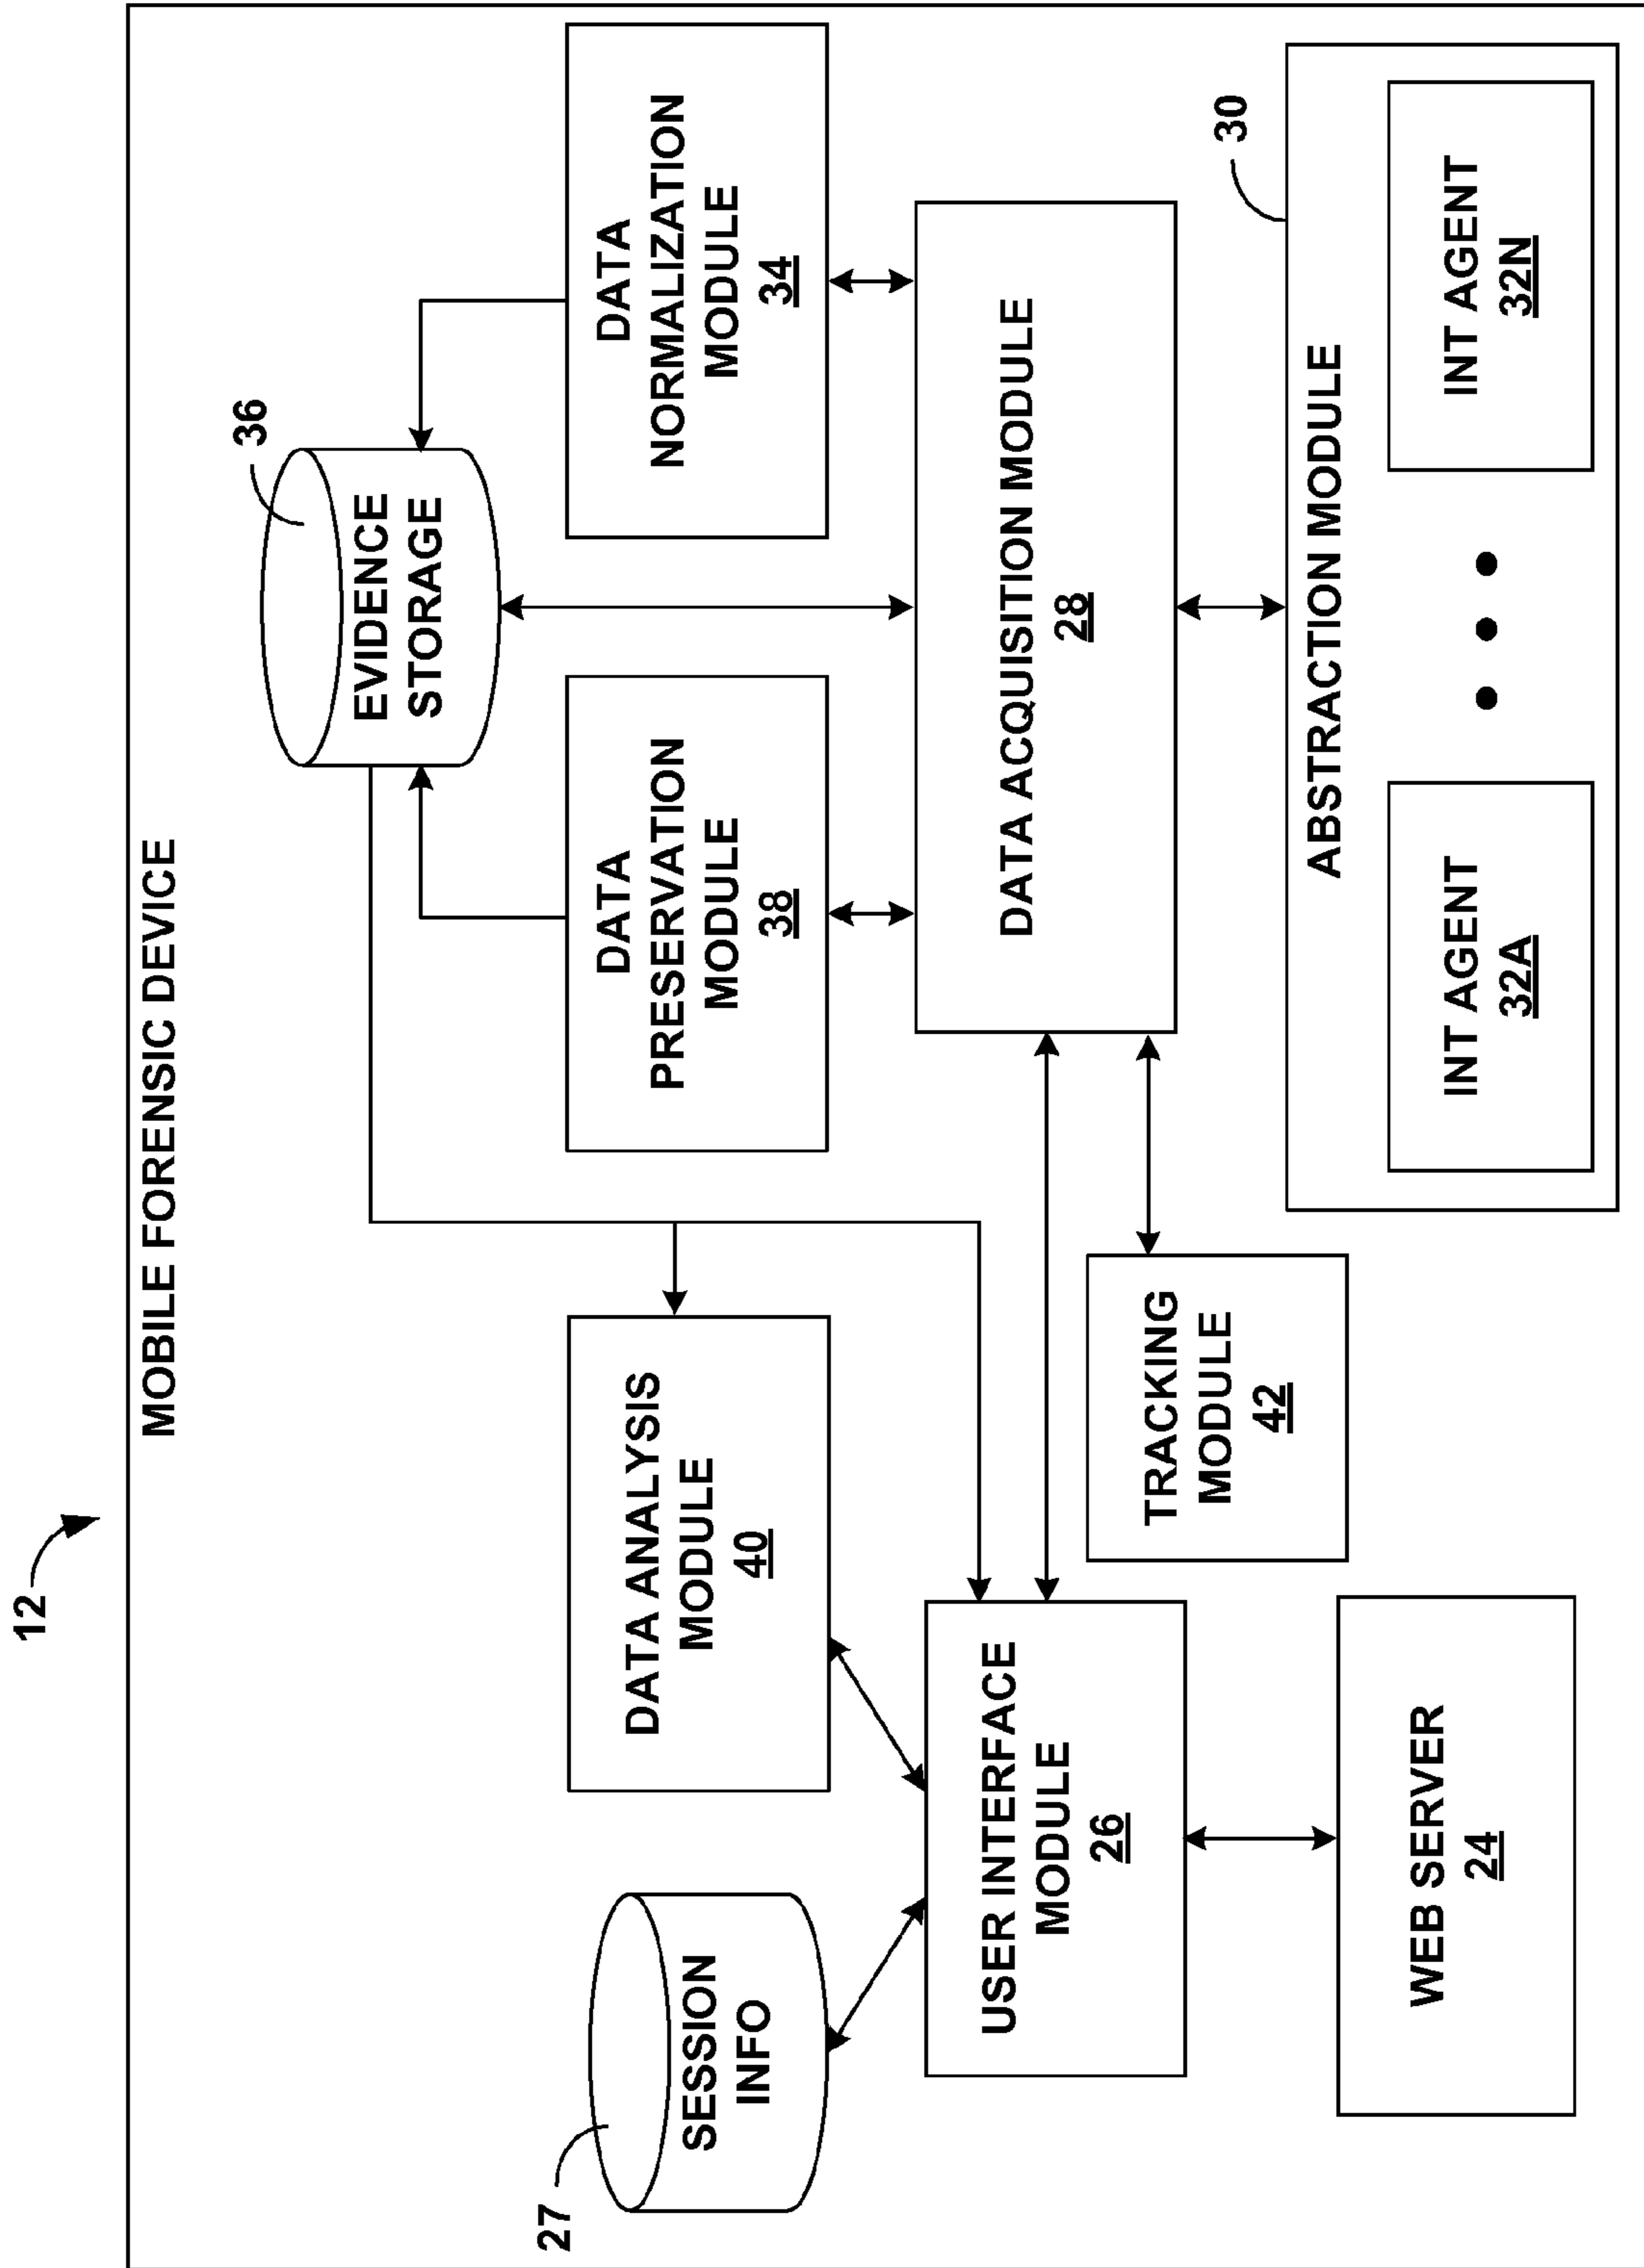 12
MOBILE FORENSIC DEVICE
36
EVIDENCE
STORAGE
27
SESSION
INFO
DATA ANALYSIS
MODULE
40
DATA
PRESERVATION
MODULE
38
DATA
NORMALIZATION
MODULE
34
USER INTERFACE
MODULE
26
DATA ACQUISITION MODULE
28
TRACKING
MODULE
42
30
WEB SERVER
24
ABSTRACTION MODULE
INT AGENT
32A
INT AGENT
32N